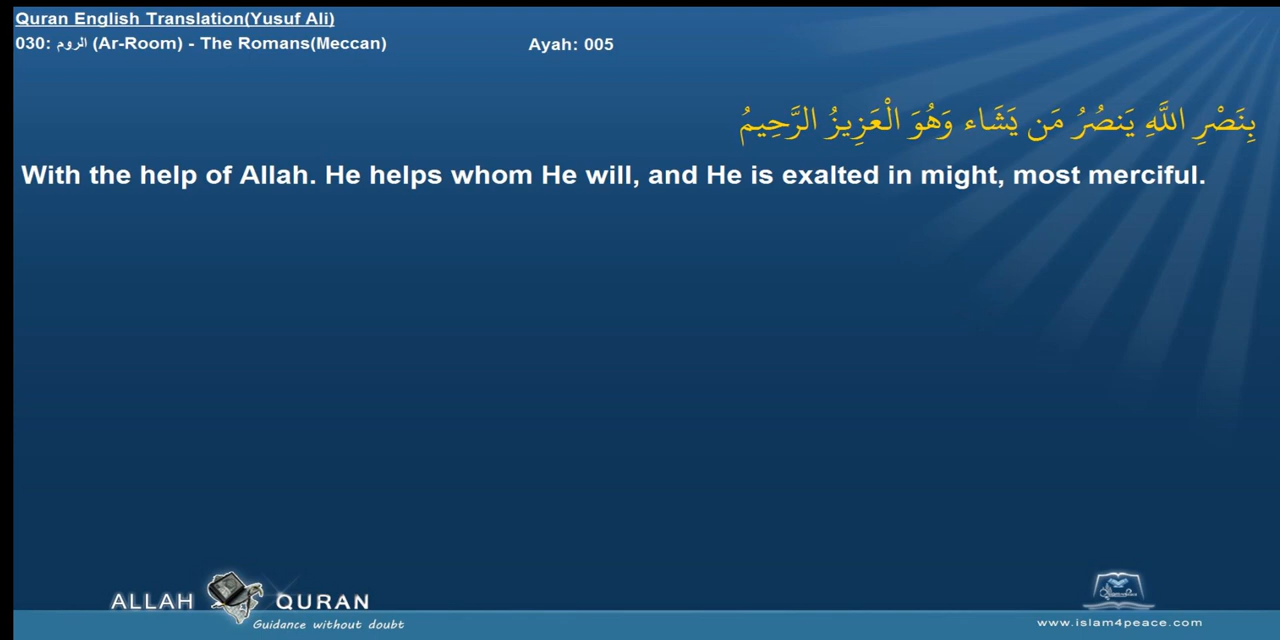 Quran English Translation(Yusuf Ali)
030: الروم (Ar-Room) - The Romans(Meccan) Ayah: 005
بِنَصْرِ اللَّهِ يَنصُرُ مَن يَشَاء وَهُوَ الْعَزِيزُ الرَّحِيمُ
With the help of Allah. He helps whom He will, and He is exalted in might, most merciful.
ALLAH QURAN
Guidance without doubt
www.islam4peace.com